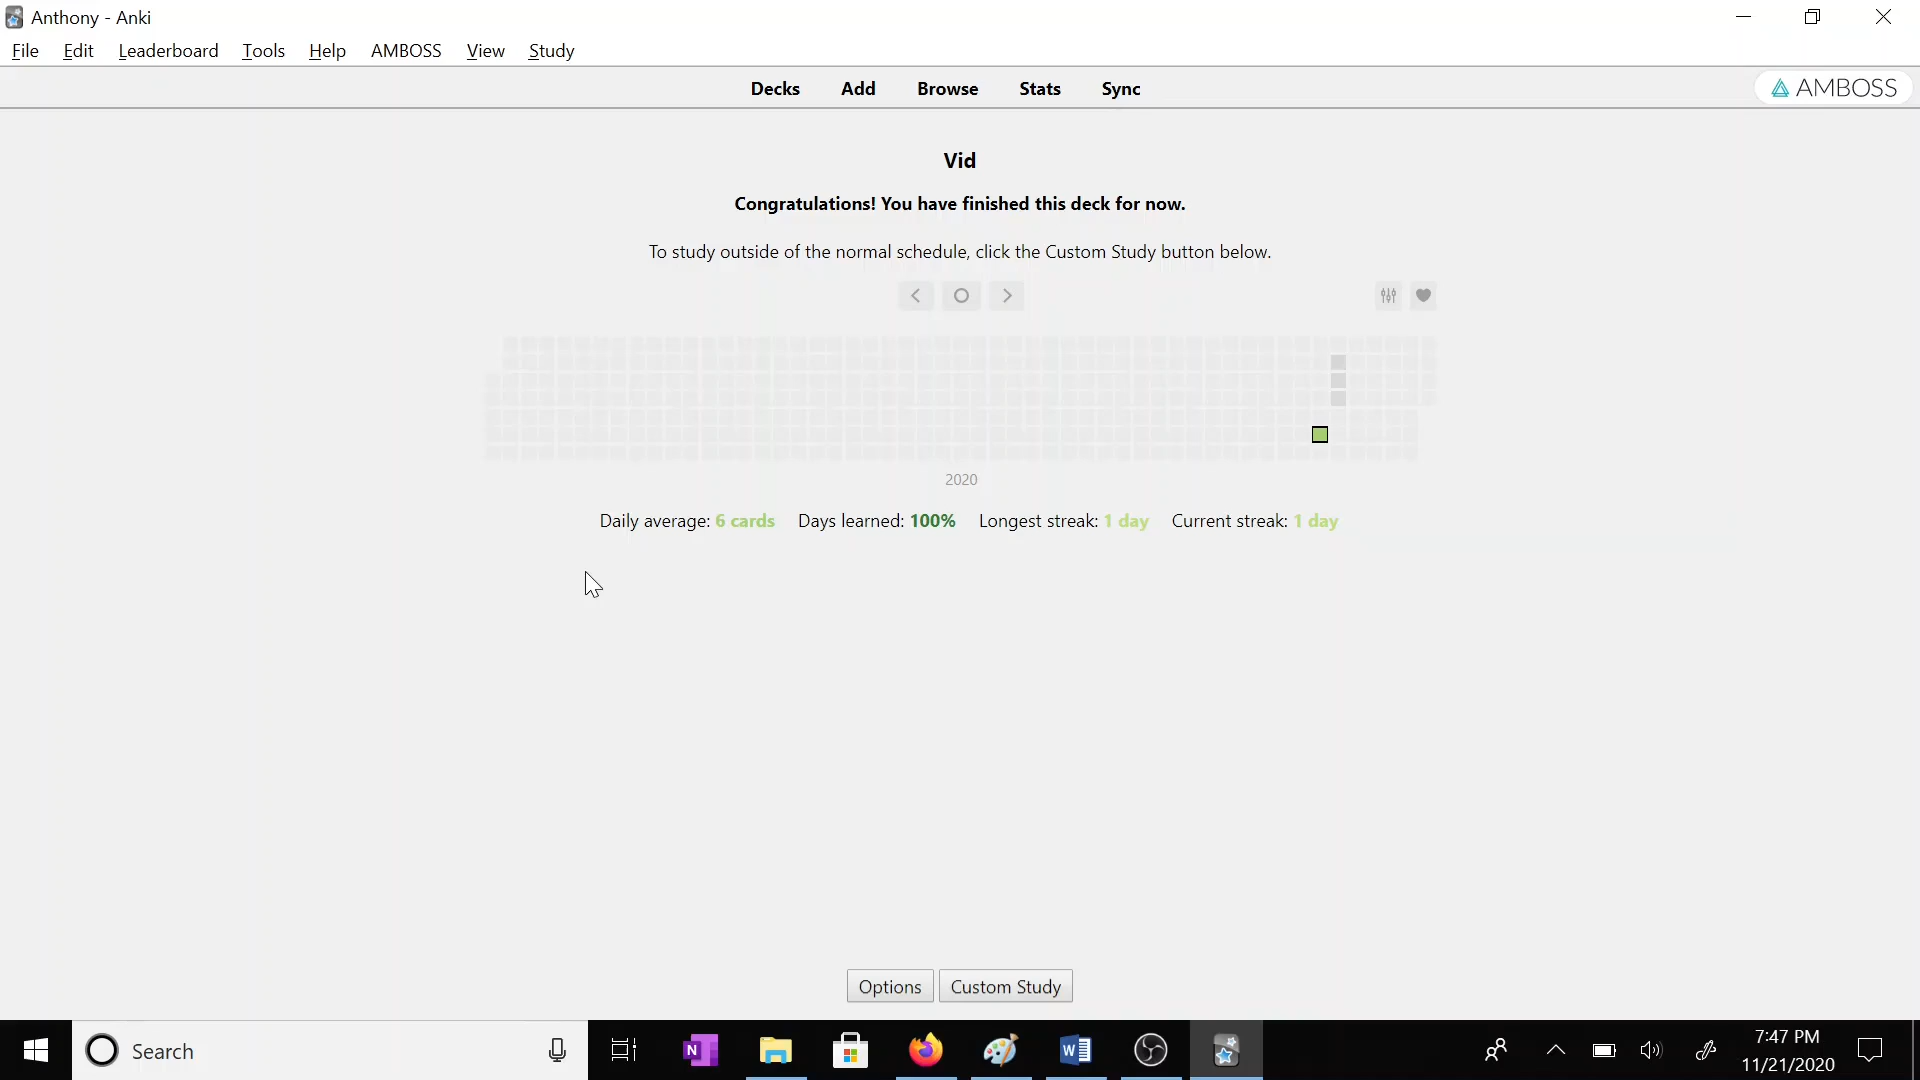 Anthony - Anki
File Edit Leaderboard Tools Help AMBOSS View Study
Decks Add Browse Stats Sync
AMBOSS
Vid
Congratulations! You have finished this deck for now.
To study outside of the normal schedule, click the Custom Study button below.
2020
Daily average: 6 cards Days learned: 100% Longest streak: 1 day Current streak: 1 day
Options Custom Study
Search
N
W
7:47 PM
11/21/2020